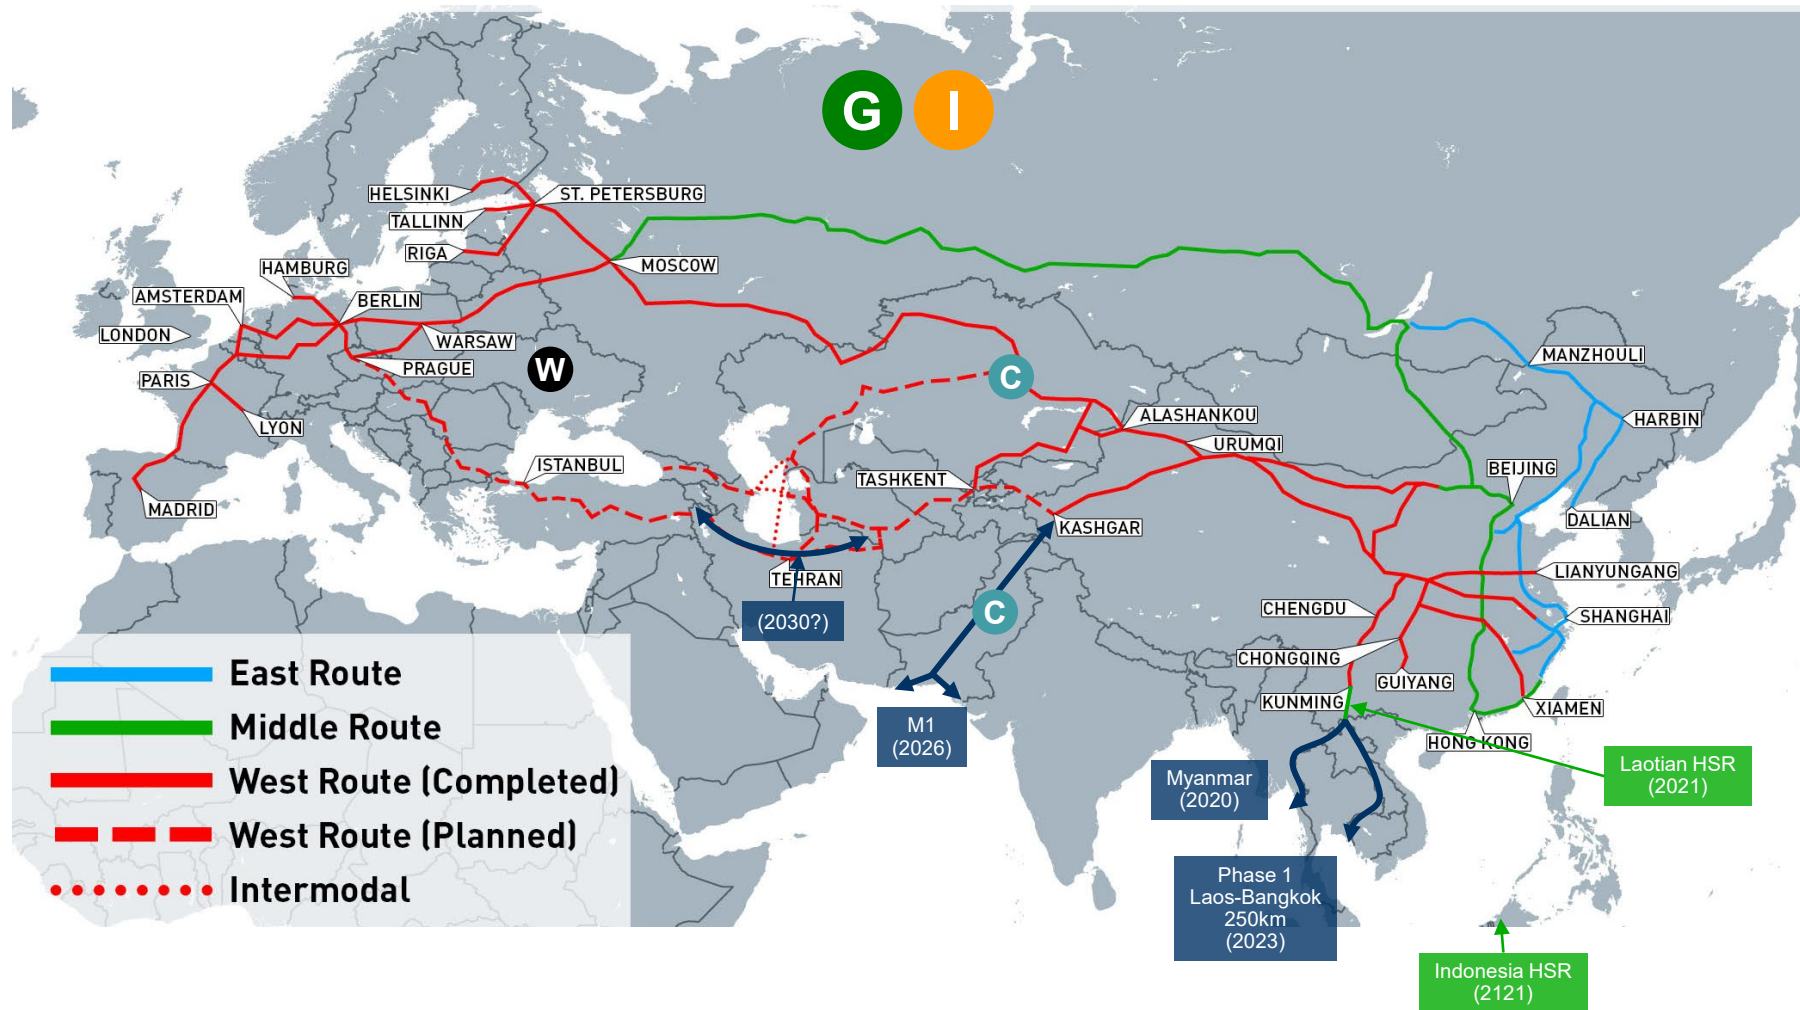 G I
HELSINKI
ST. PETERSBURG
TALLINN
RIGA
MOSCOW
HAMBURG
AMSTERDAM
BERLIN
LONDON
WARSAW
PRAGUE
W
PARIS
C
LYON
MANZHOULI
ALASHANKOU
HARBIN
URUMQI
ISTANBUL
BEIJING
TASHKENT
MADRID
DALIAN
KASHGAR
TEHRAN
LIANYUNGANG
(2030?)
C
CHENGDU
SHANGHAI
CHONGQING
GUIYANG
KUNMING
XIAMEN
HONG KONG
M1
(2026)
Myanmar
(2020)
Laotian HSR
(2021)
Phase 1
Laos-Bangkok
250km
(2023)
Indonesia HSR
(2121)
East Route
Middle Route
West Route (Completed)
West Route (Planned)
Intermodal